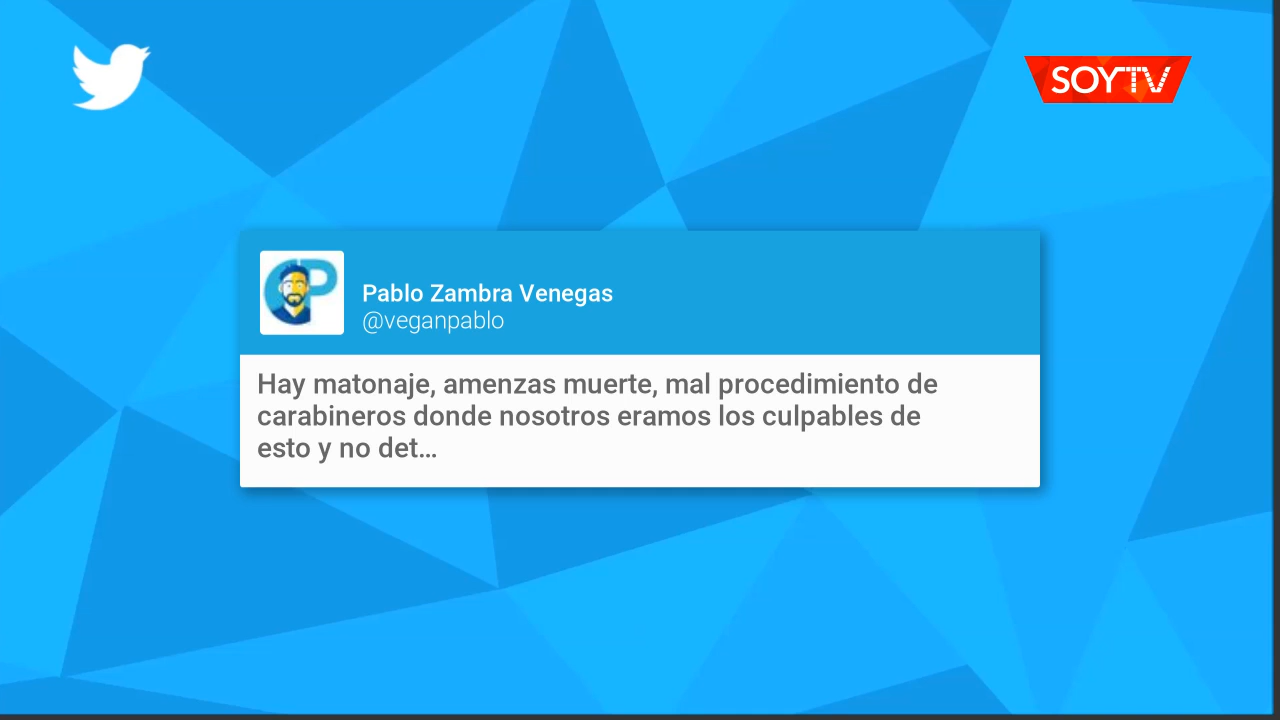 SOYTV
Pablo Zambra Venegas
@veganpablo
Hay matonaje, amenzas muerte, mal procedimiento de
carabineros donde nosotros eramos los culpables de
esto y no det...